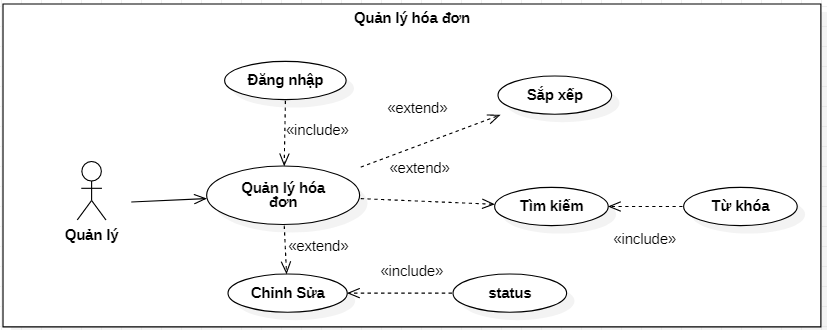 Quản lý hóa đơn
Đăng nhập
Sắp xếp
«extend»
«include»
«extend»
Quản lý hóa
đơn
Tìm kiếm
Từ khóa
Quản lý
«include»
«extend»
«include»
Chỉnh Sửa
status